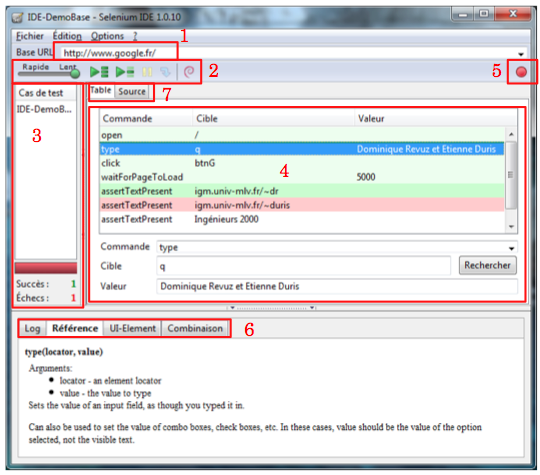 IDE-DemoBase - Selenium IDE 1.0.10
Fichier Édition Options ? 1
Base URL http://www.google.fr/
Rapide Lent 2 5
Cas de test Table Source 7
IDE-DemoB...
3
Commande Cible Valeur
open /
type q Dominique Revuz et Etienne Duris
click btnG 4
waitForPageToLoad 5000
assertTextPresent igm.univ-mlv.fr/~dr
assertTextPresent igm.univ-mlv.fr/~duris
assertTextPresent Ingénieurs 2000
Commande type
Cible q Rechercher
Valeur Dominique Revuz et Etienne Duris
Succès : 1
Échecs : 1
Log Référence UI-Element Combinaison 6
type(locator, value)
Arguments:
• locator - an element locator
• value - the value to type
Sets the value of an input field, as though you typed it in.
Can also be used to set the value of combo boxes, check boxes, etc. In these cases, value should be the value of the option
selected, not the visible text.